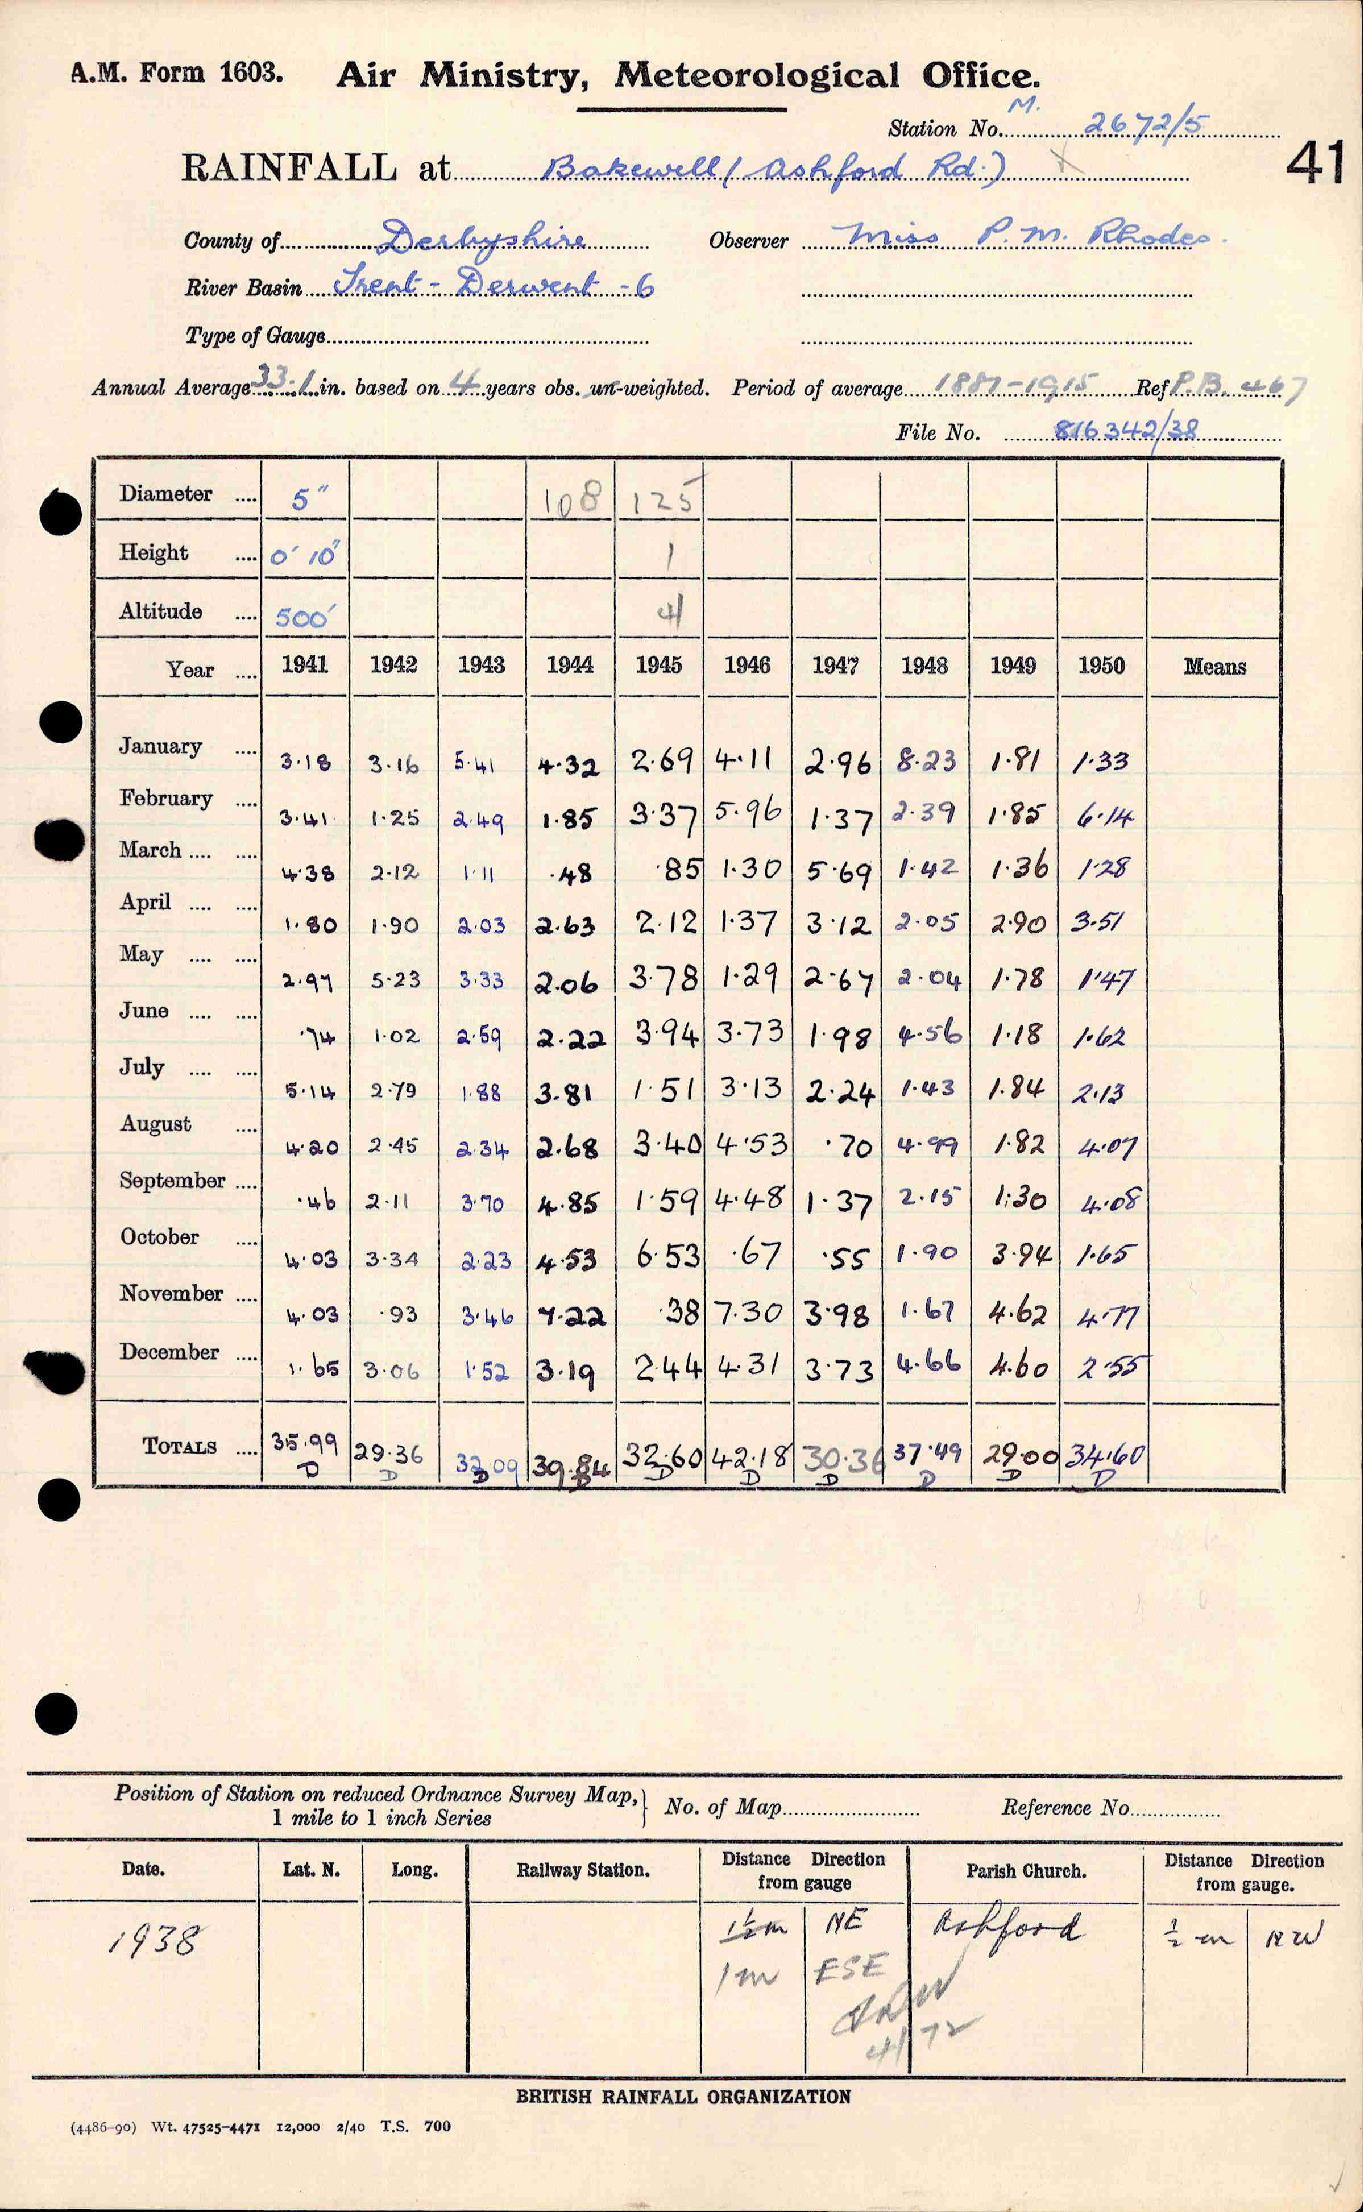 A.M. Form 1603. Air Ministry, Meteorological Office.
M.
Station No. 2672/5
41
RAINFALL at Bakewell (Ashford Rd.)
County of Derbyshire Observer Miss P. M. Rhodes.
River Basin Trent - Derwent - 6
Type of Gauge
Annual Average 33.1 in. based on 4 years obs. un-weighted. Period of average 1881-1915 Ref P.B. 467
File No. 816342/38
Diameter .... 5" 108 125
Height .... 0' 10" 1
Altitude .... 500' 41
Year .... 1941 1942 1943 1944 1945 1946 1947 1948 1949 1950 Means
January .... 3.18 3.16 5.41 4.32 2.69 4.11 2.96 8.23 1.81 1.33
February .... 3.41 1.25 2.49 1.85 3.37 5.96 1.37 2.39 1.85 6.14
March .... .... 4.38 2.12 1.11 .48 .85 1.30 5.69 1.42 1.36 1.28
April .... .... 1.80 1.90 2.03 2.63 2.12 1.37 3.12 2.05 2.90 3.51
May .... .... 2.97 5.23 3.33 2.06 3.78 1.29 2.67 2.04 1.78 1.47
June .... .... .74 1.02 2.59 2.22 3.94 3.73 1.98 4.56 1.18 1.62
July .... .... 5.14 2.79 1.88 3.81 1.51 3.13 2.24 1.43 1.84 2.13
August .... 4.20 2.45 2.34 2.68 3.40 4.53 .70 4.99 1.82 4.07
September .... .46 2.11 3.70 4.85 1.59 4.48 1.37 2.15 1.30 4.08
October .... 4.03 3.34 2.23 4.53 6.53 .67 .55 1.90 3.94 1.65
November .... 4.03 .93 3.46 7.22 .38 7.30 3.98 1.67 4.62 4.77
December .... 1.65 3.06 1.52 3.19 2.44 4.31 3.73 4.66 4.60 2.55
TOTALS .... 35.99 29.36 32.09 39.84 32.60 42.18 30.36 37.49 29.00 34.60
D D D D D D D D D D
Position of Station on reduced Ordnance Survey Map, 1 mile to 1 inch Series } No. of Map Reference No.
Date. Lat. N. Long. Railway Station. Distance Direction from gauge Parish Church. Distance Direction from gauge.
1938 1½m NE Ashford ½ m NW
1m ESE
4/72
BRITISH RAINFALL ORGANIZATION
(4486-90) Wt. 47525-4471 12,000 2/40 T.S. 700